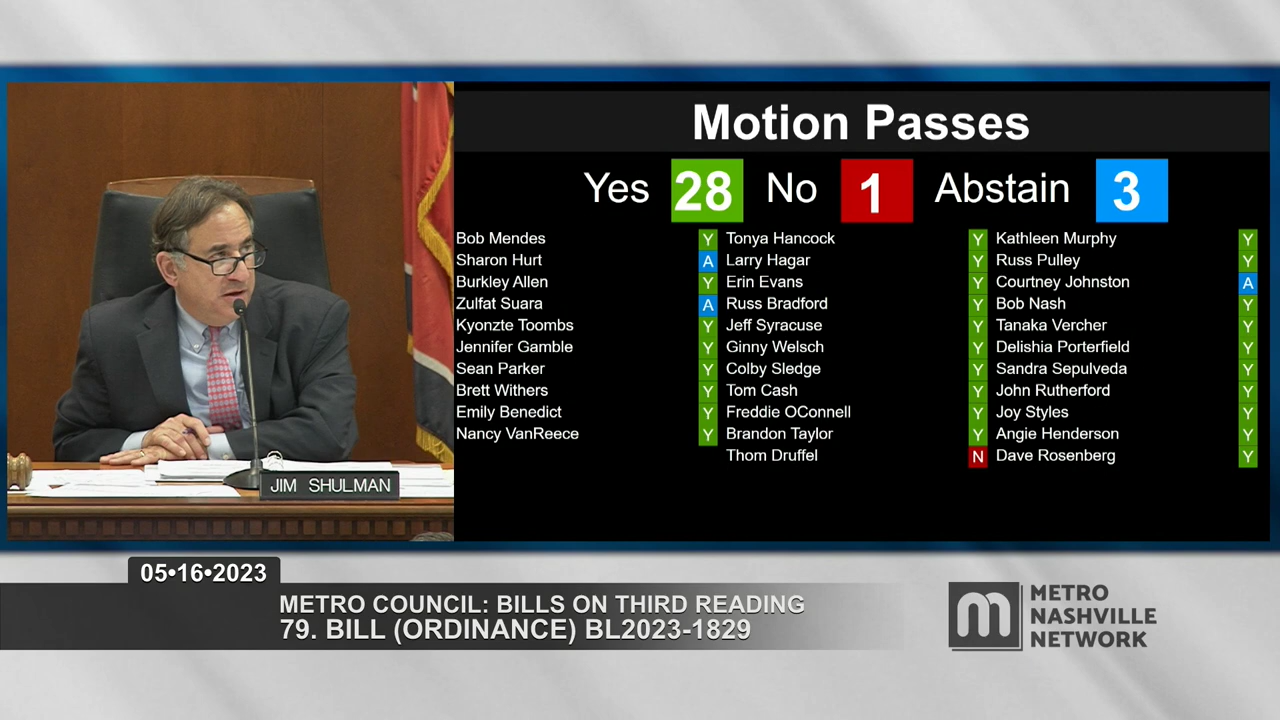 Motion Passes
Yes 28 No 1 Abstain 3
Bob Mendes Y Tonya Hancock Y Kathleen Murphy Y
Sharon Hurt A Larry Hagar Y Russ Pulley Y
Burkley Allen Y Erin Evans Y Courtney Johnston A
Zulfat Suara A Russ Bradford Y Bob Nash Y
Kyonzte Toombs Y Jeff Syracuse Y Tanaka Vercher Y
Jennifer Gamble Y Ginny Welsch Y Delishia Porterfield Y
Sean Parker Y Colby Sledge Y Sandra Sepulveda Y
Brett Withers Y Tom Cash Y John Rutherford Y
Emily Benedict Y Freddie OConnell Y Joy Styles Y
Nancy VanReece Y Brandon Taylor Y Angie Henderson Y
Thom Druffel N Dave Rosenberg Y
JIM SHULMAN
05•16•2023
METRO COUNCIL: BILLS ON THIRD READING
79. BILL (ORDINANCE) BL2023-1829
m
METRO
NASHVILLE
NETWORK